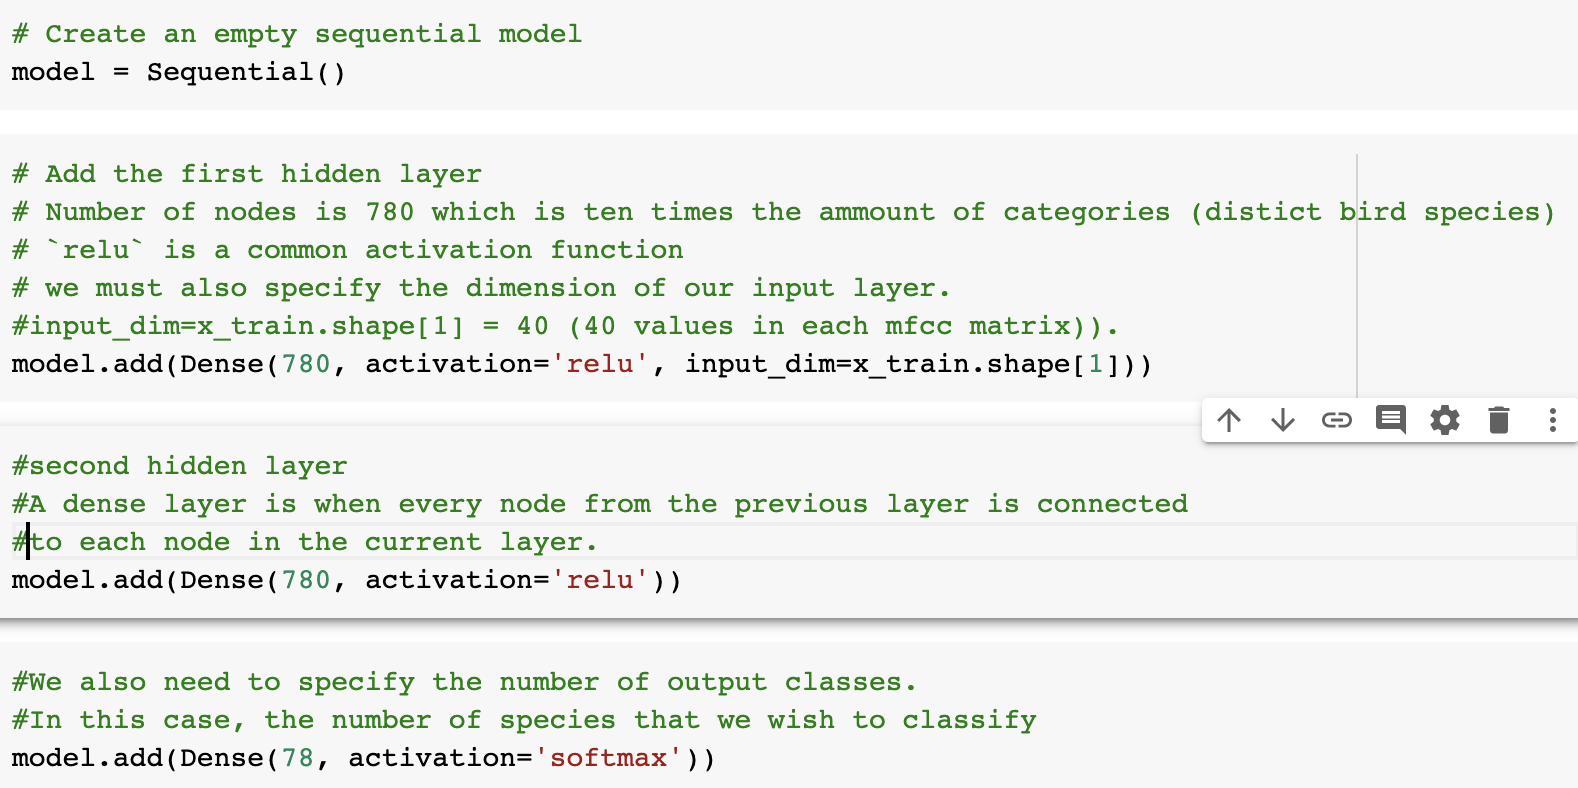 # Create an empty sequential model
model = Sequential()
# Add the first hidden layer
# Number of nodes is 780 which is ten times the ammount of categories (distict bird species)
# `relu` is a common activation function
# we must also specify the dimension of our input layer.
#input_dim=x_train.shape[1] = 40 (40 values in each mfcc matrix)).
model.add(Dense(780, activation='relu', input_dim=x_train.shape[1]))
#second hidden layer
#A dense layer is when every node from the previous layer is connected
#to each node in the current layer.
model.add(Dense(780, activation='relu'))
#We also need to specify the number of output classes.
#In this case, the number of species that we wish to classify
model.add(Dense(78, activation='softmax'))